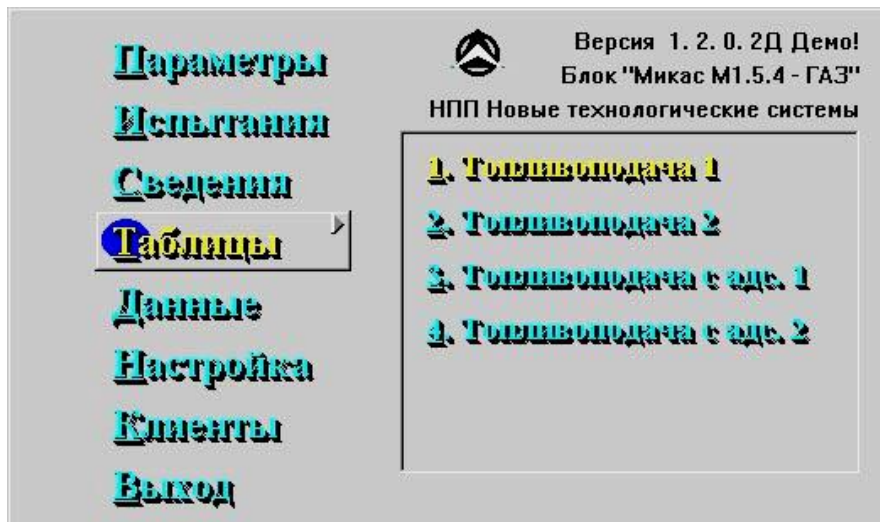 Параметры
Испытания
Сведения
Таблицы
Данные
Настройка
Клиенты
Выход
Версия 1. 2. 0. 2Д Демо!
Блок "Микас М1.5.4 - ГАЗ"
НПП Новые технологические системы
1. Топливоподача 1
2. Топливоподача 2
3. Топливоподача с адс. 1
4. Топливоподача с адс. 2